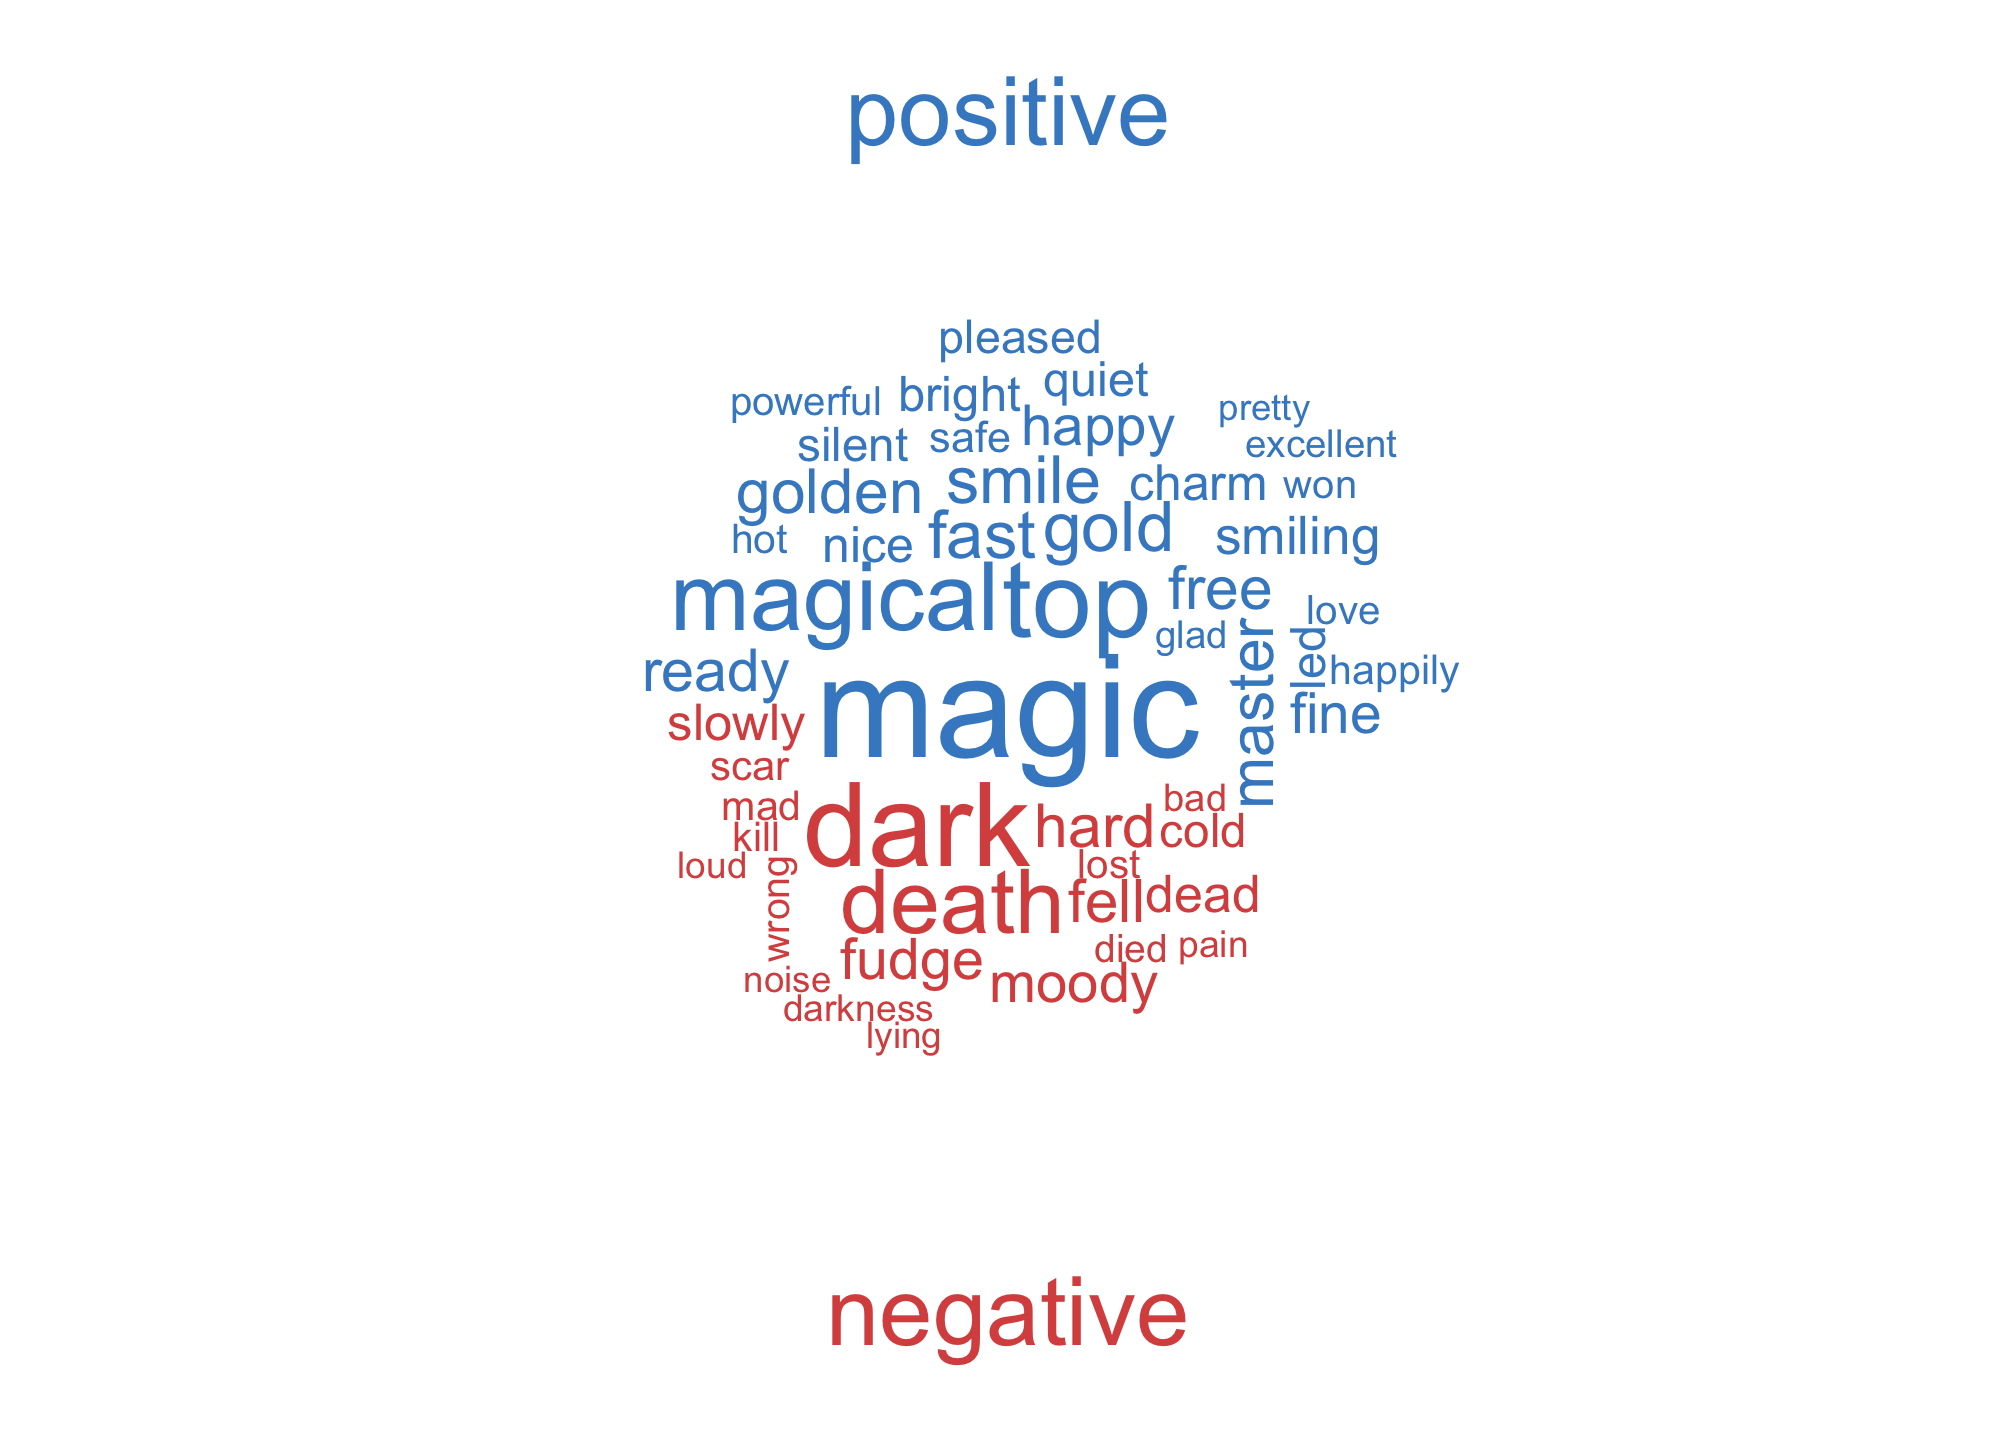 positive
pleased
powerful bright quiet pretty
silent safe happy excellent
golden smile charm won
hot nice fast gold smiling
magical top free love
glad
ready magic master led happily
slowly fine
scar
mad dark hard bad
kill cold
loud lost
wrong death fell dead
fudge died pain
noise moody
darkness
lying
negative